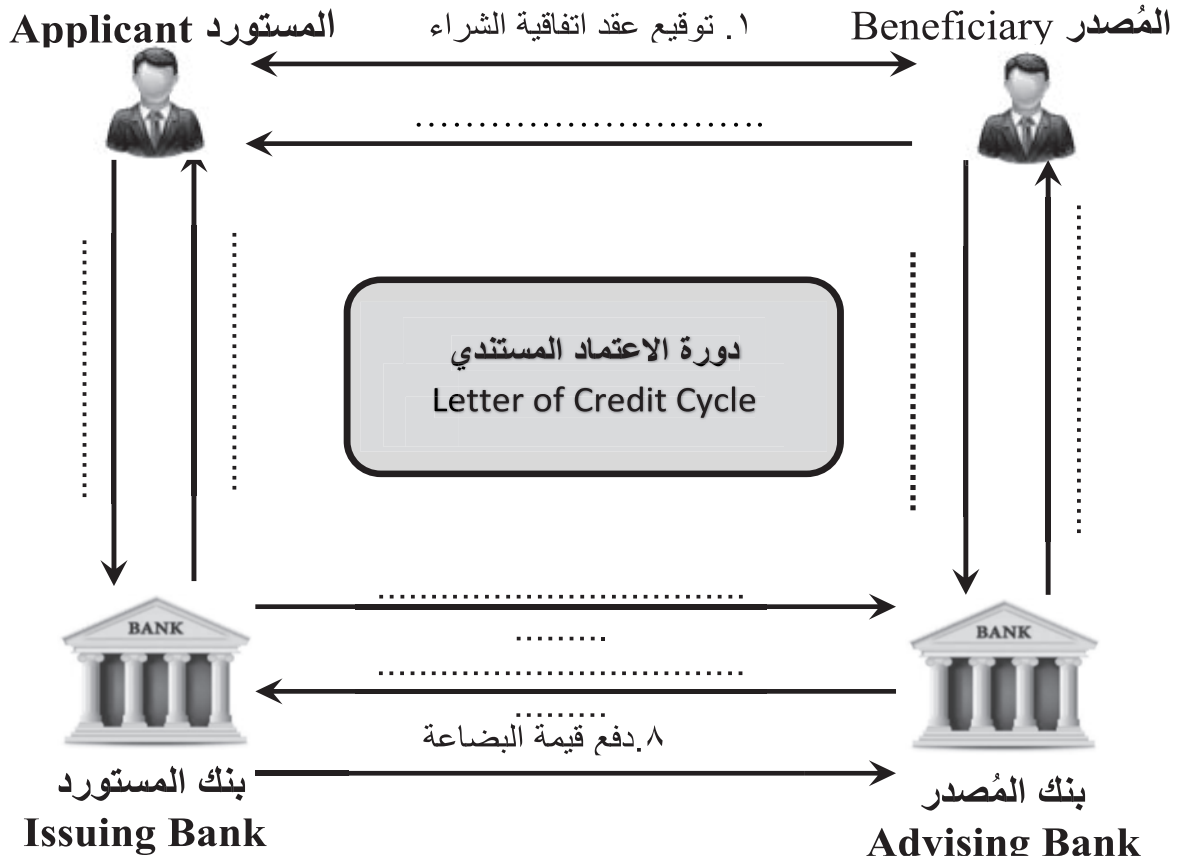 المستورد Applicant
١. توقيع عقد اتفاقية الشراء
المُصدر Beneficiary
............................
دورة الاعتماد المستندي
Letter of Credit Cycle
..................................
.........
BANK
BANK
..................................
.........
٨.دفع قيمة البضاعة
بنك المستورد
Issuing Bank
بنك المُصدر
Advising Bank